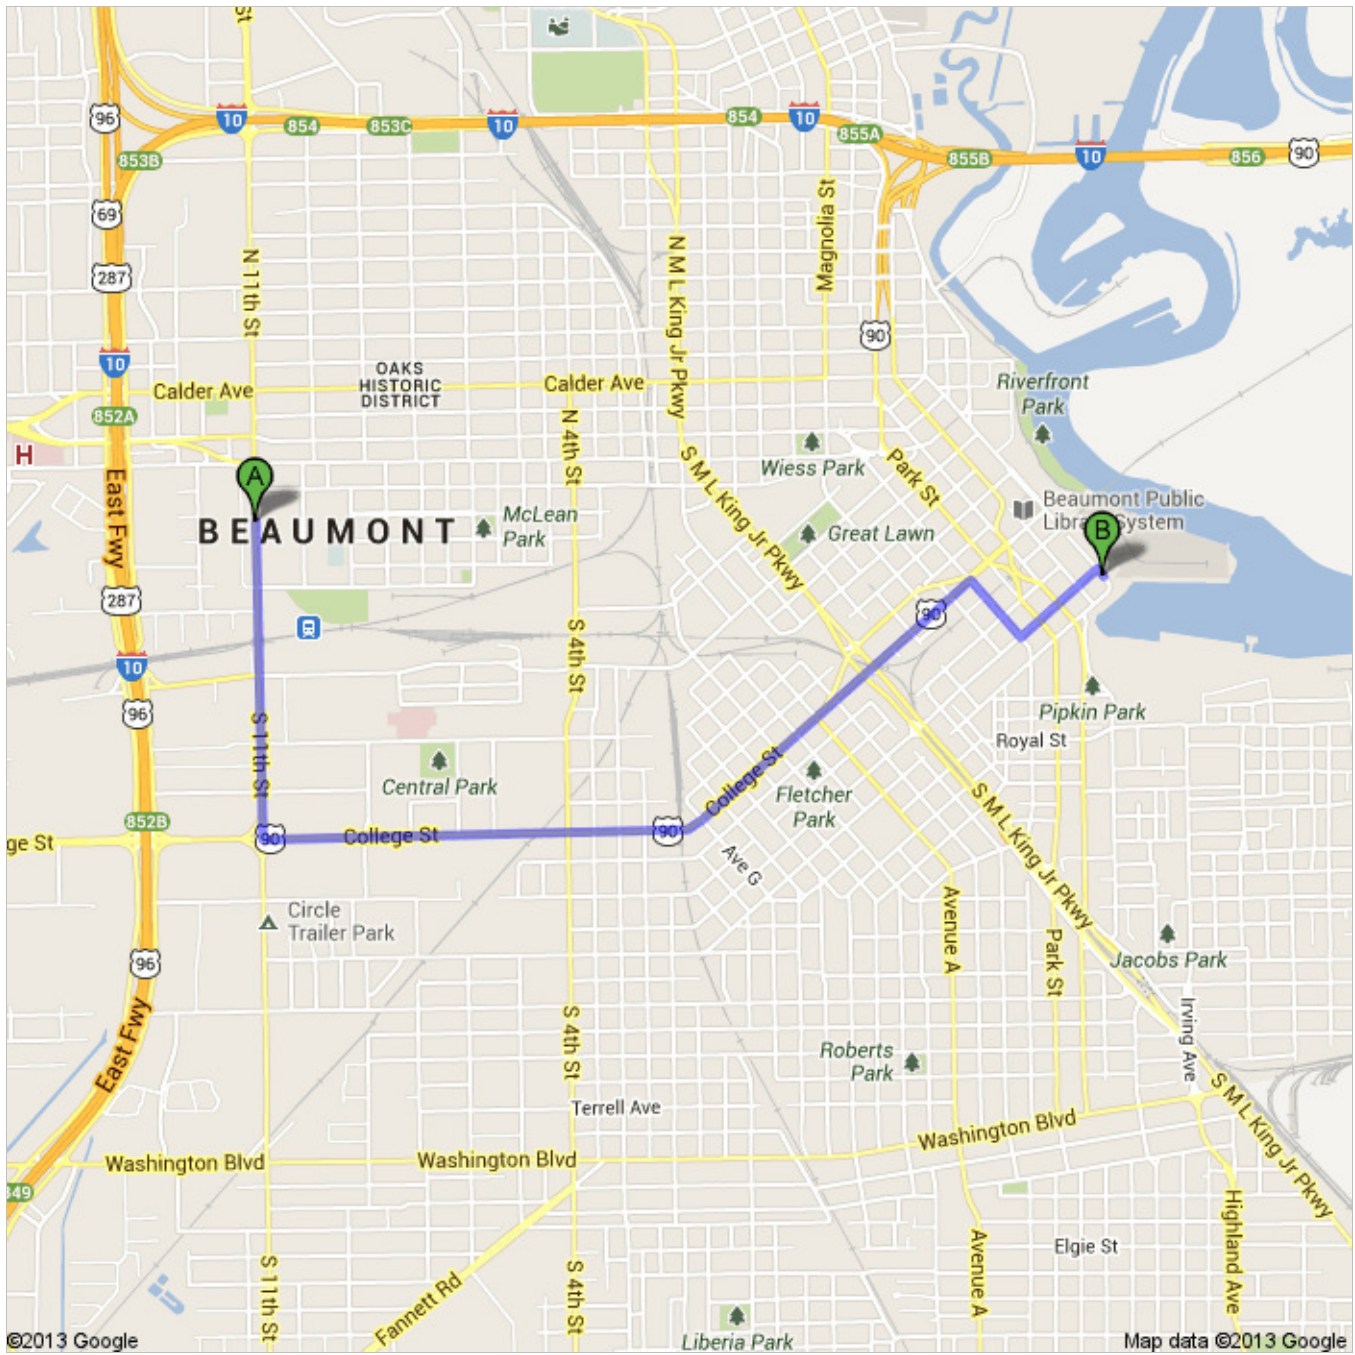 St
96
10
854
853C
10
854
10
855A
855B
10
856
90
853B
69
287
N 11th St
N M L King Jr Pkwy
Magnolia St
90
10
OAKS
HISTORIC
DISTRICT
Calder Ave
Calder Ave
Riverfront
Park
852A
N 4th St
H
S M L King Jr Pkwy
Wiess Park
Park St
A
East Fwy
BEAUMONT
McLean
Park
Great Lawn
Beaumont Public
Library System
B
287
90
10
S 4th St
96
S 11th St
Pipkin Park
Royal St
Central Park
College St
Fletcher
Park
S M L King Jr Pkwy
852B
ge St
90
College St
90
Ave G
Circle
Trailer Park
Avenue A
Park St
Jacobs Park
96
East Fwy
S 4th St
Irving Ave
Roberts
Park
Terrell Ave
S M L King Jr Pkwy
Washington Blvd
Washington Blvd
Washington Blvd
849
Highland Ave
Avenue A
Elgie St
S 11th St
S 4th St
Fannett Rd
Liberia Park
©2013 Google
Map data ©2013 Google